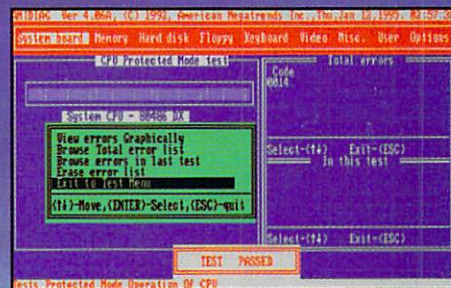 AMIDIAG Ver 4.06A, (C) 1992, American Megatrends Inc., Thu, Jan 12, 1995, 02:57:3
System board Memory Hard disk Floppy Keyboard Video Misc. User Options
CPU Protected Mode test
Total errors
Code
0014
System CPU - 80486 DX
View errors Graphically
Browse Total error list
Browse errors in last test
Erase error list
Exit to Test Menu
(↑↓)-Move,(ENTER)-Select,(ESC)-quit
Select-(↑↓) Exit-(ESC)
In this test
Select-(↑↓) Exit-(ESC)
TEST PASSED
Tests Protected Mode Operation Of CPU